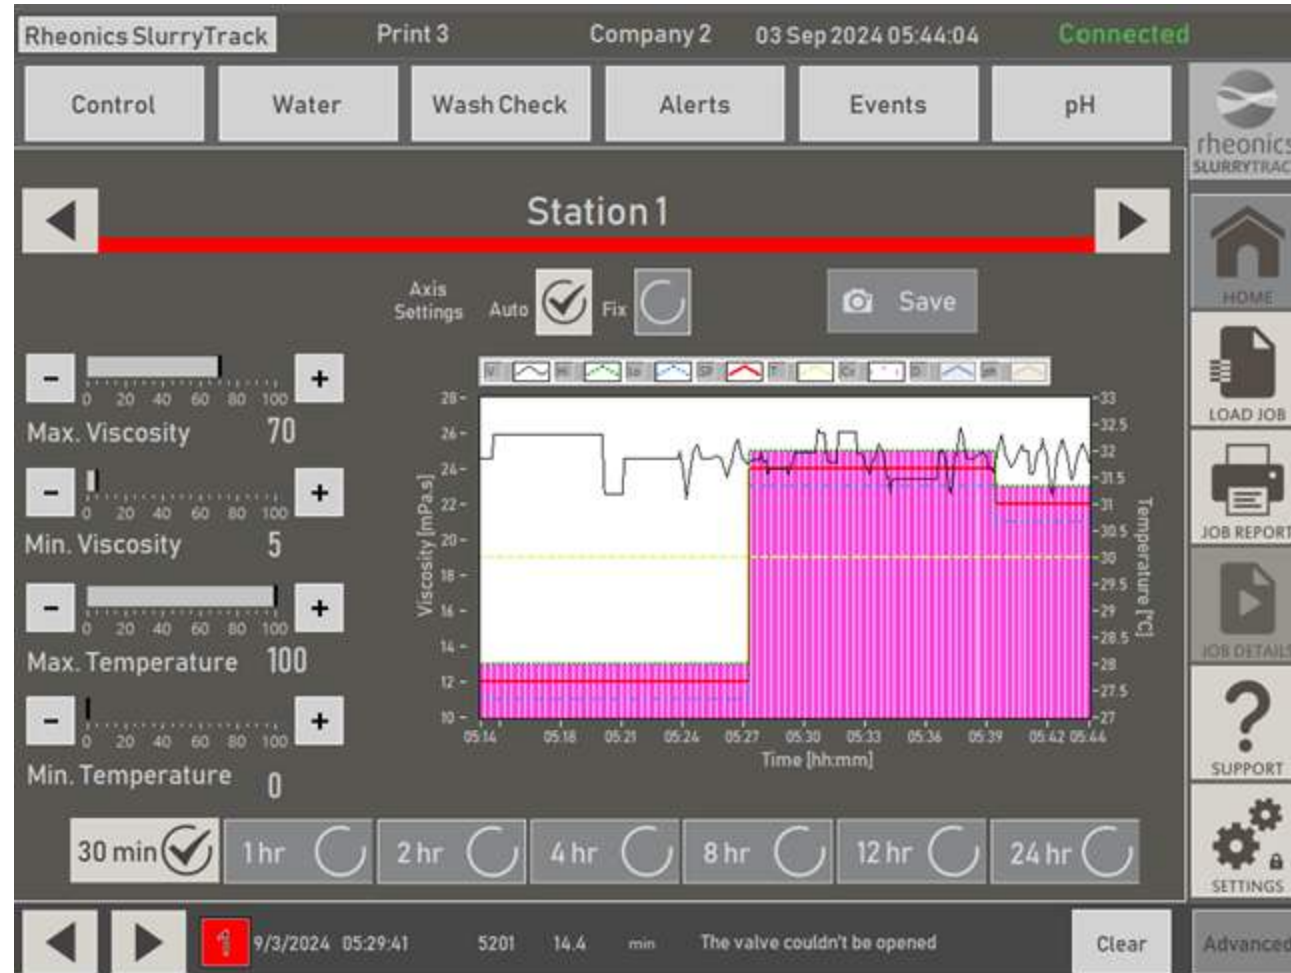 Rheonics SlurryTrack Print 3 Company 2 03 Sep 2024 05:44:04 Connected
Control Water Wash Check Alerts Events pH
rheonics
SLURRYTRAC
Station 1
HOME
Axis
Settings Auto Fix Save
V Hi Lo SP T Cv D ph
- +
0 20 40 60 80 100
Max. Viscosity 70
- +
0 20 40 60 80 100
Min. Viscosity 5
- +
0 20 40 60 80 100
Max. Temperature 100
- +
0 20 40 60 80 100
Min. Temperature 0
Viscosity [mPa.s]
28
26
24
22
20
18
16
14
12
10
33
32.5
32
31.5
31
30.5
30
29.5
29
28.5
28
27.5
27
Temperature [°C]
05:14 05:18 05:21 05:24 05:27 05:30 05:33 05:36 05:39 05:42 05:44
Time [hh:mm]
LOAD JOB
JOB REPORT
JOB DETAILS
SUPPORT
SETTINGS
30 min 1 hr 2 hr 4 hr 8 hr 12 hr 24 hr
9/3/2024 05:29:41 5201 14.4 min The valve couldn't be opened Clear Advanced